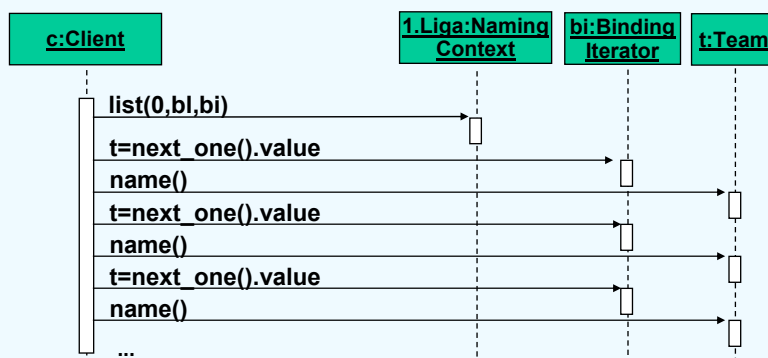 c:Client
1.Liga:Naming
Context
bi:Binding
Iterator
t:Team
list(0,bl,bi)
t=next_one().value
name()
t=next_one().value
name()
t=next_one().value
name()
...